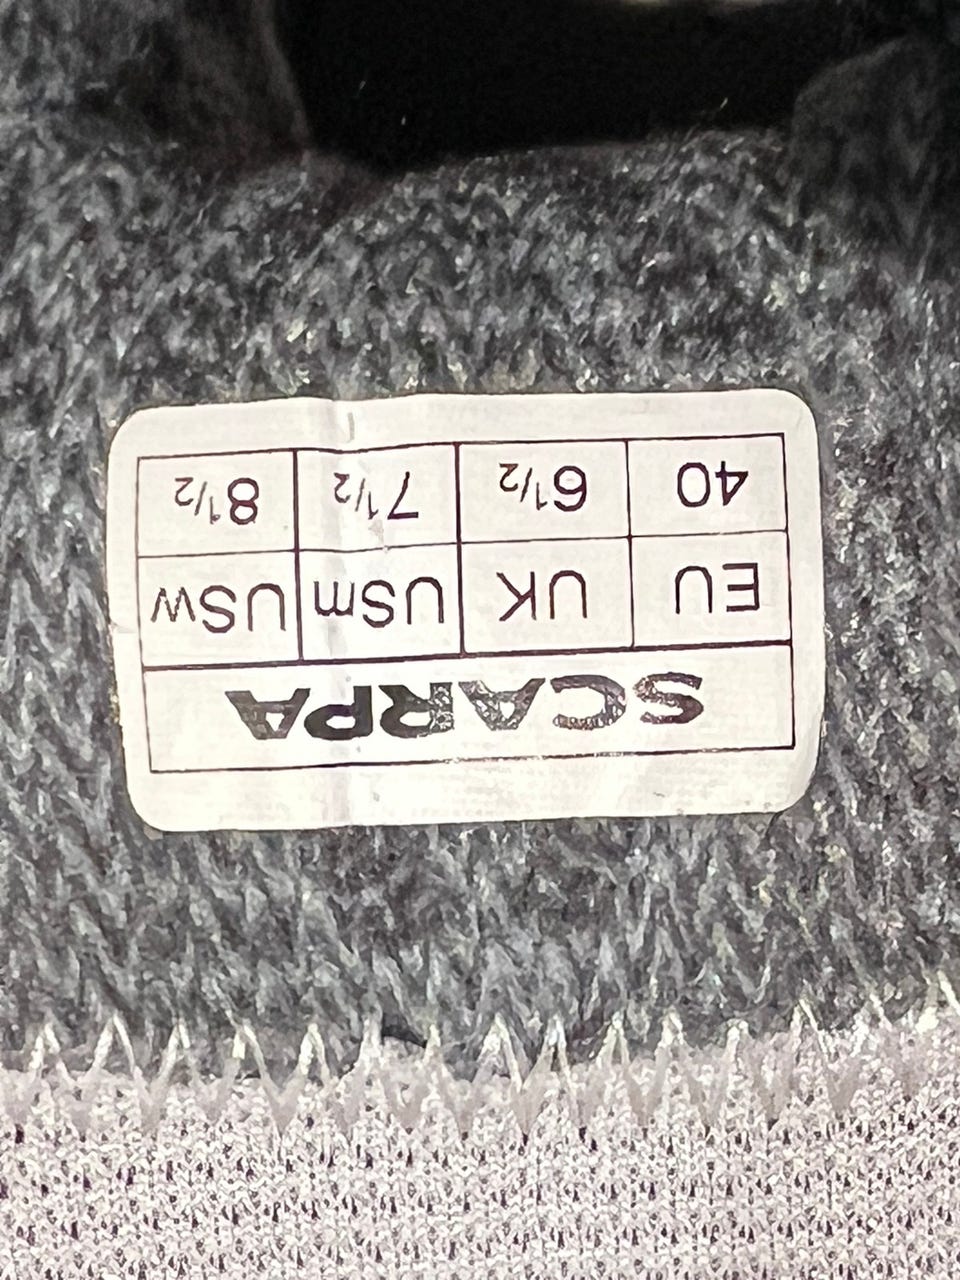 SCARPA
EU UK USm USw
40 6½ 7½ 8½